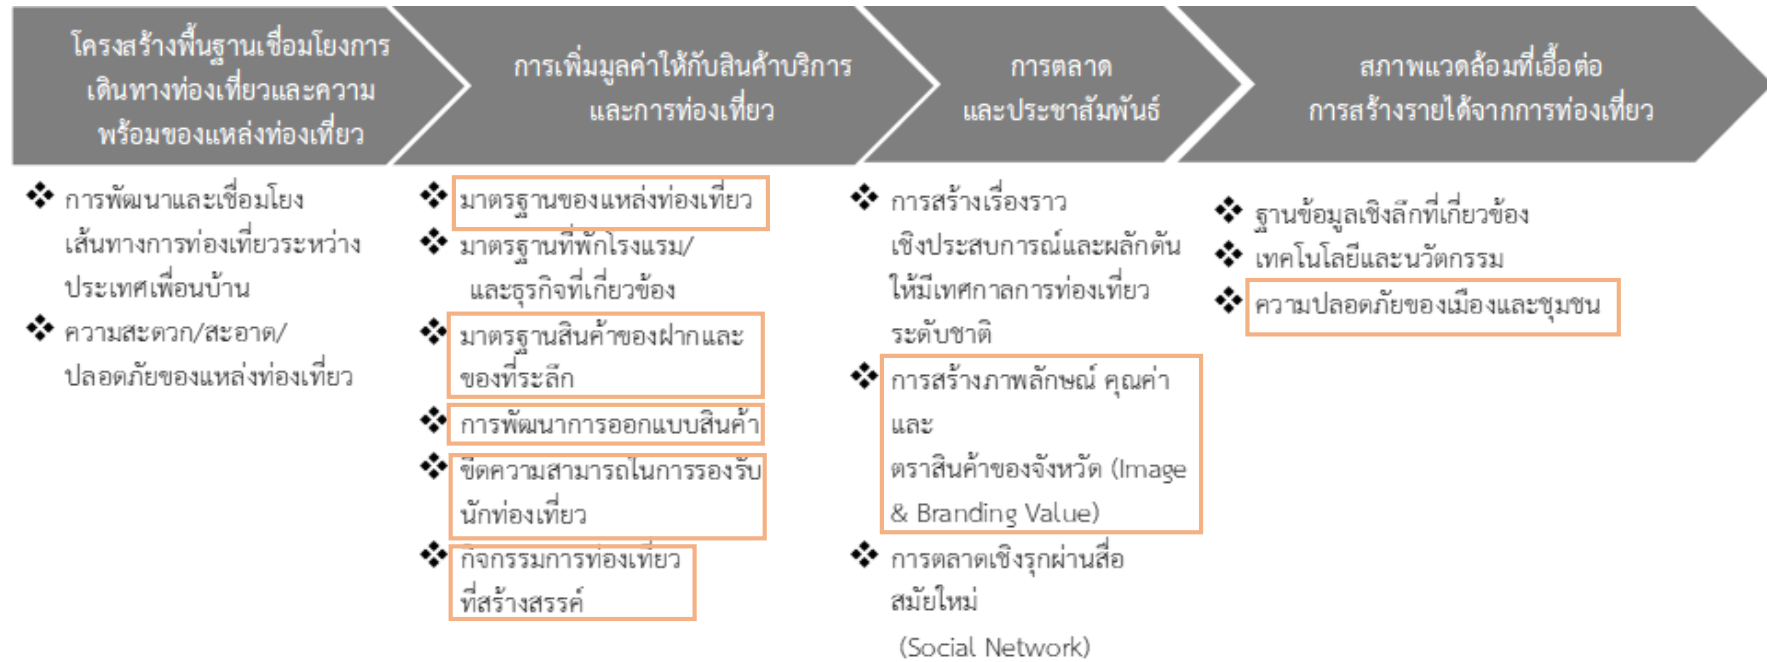 โครงสร้างพื้นฐานเชื่อมโยงการ
เดินทางท่องเที่ยวและความ
พร้อมของแหล่งท่องเที่ยว
การเพิ่มมูลค่าให้กับสินค้าบริการ
และการท่องเที่ยว
การตลาด
และประชาสัมพันธ์
สภาพแวดล้อมที่เอื้อต่อ
การสร้างรายได้จากการท่องเที่ยว
❖ การพัฒนาและเชื่อมโยง
เส้นทางการท่องเที่ยวระหว่าง
ประเทศเพื่อนบ้าน
❖ ความสะดวก/สะอาด/
ปลอดภัยของแหล่งท่องเที่ยว
❖ มาตรฐานของแหล่งท่องเที่ยว
❖ มาตรฐานที่พักโรงแรม/
และธุรกิจที่เกี่ยวข้อง
❖ มาตรฐานสินค้าของฝากและ
ของที่ระลึก
❖ การพัฒนาการออกแบบสินค้า
❖ ขีดความสามารถในการรองรับ
นักท่องเที่ยว
❖ กิจกรรมการท่องเที่ยว
ที่สร้างสรรค์
❖ การสร้างเรื่องราว
เชิงประสบการณ์และผลักดัน
ให้มีเทศกาลการท่องเที่ยว
ระดับชาติ
❖ การสร้างภาพลักษณ์ คุณค่า
และ
ตราสินค้าของจังหวัด (Image
& Branding Value)
❖ การตลาดเชิงรุกผ่านสื่อ
สมัยใหม่
(Social Network)
❖ ฐานข้อมูลเชิงลึกที่เกี่ยวข้อง
❖ เทคโนโลยีและนวัตกรรม
❖ ความปลอดภัยของเมืองและชุมชน